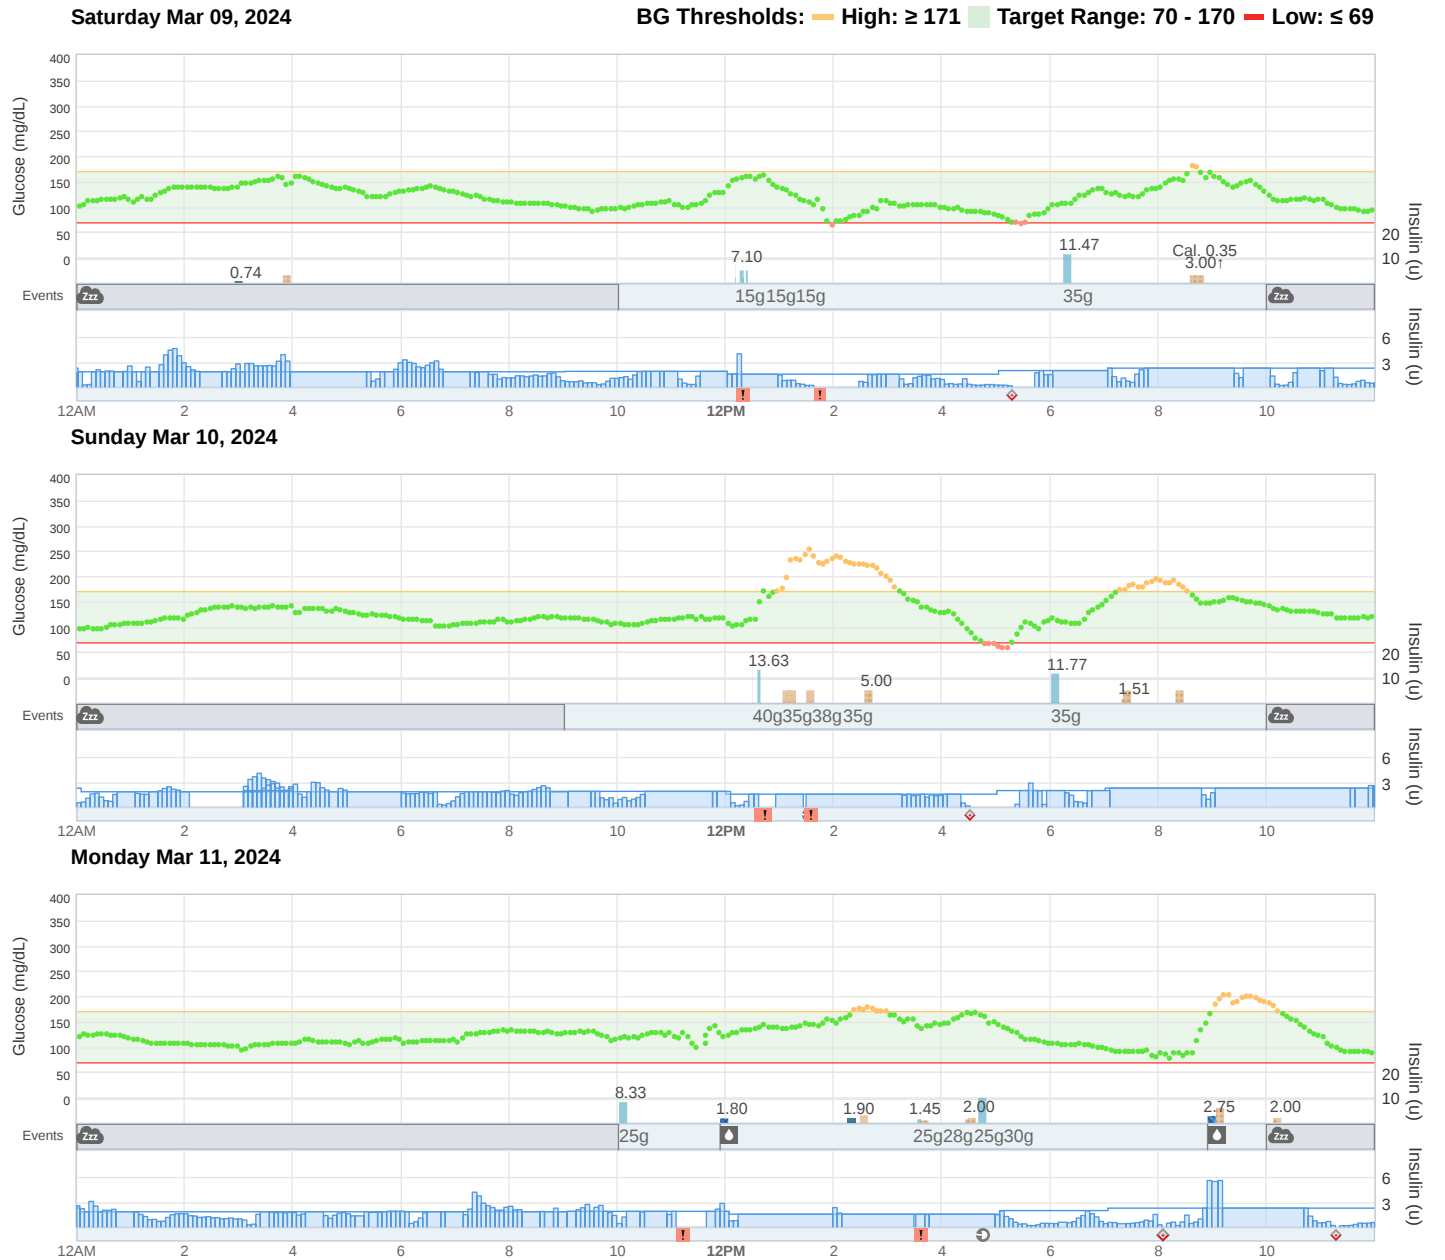 Saturday Mar 09, 2024 BG Thresholds: High: ≥ 171 Target Range: 70 - 170 Low: ≤ 69
Glucose (mg/dL)
400
350
300
250
200
150
100
50
0
20
10
Insulin (u)
0.74 7.10 11.47 Cal. 0.35
3.00↑
Events Zzz 15g15g15g 35g Zzz
6
3
Insulin (u)
! !
12AM 2 4 6 8 10 12PM 2 4 6 8 10
Sunday Mar 10, 2024
Glucose (mg/dL)
400
350
300
250
200
150
100
50
0
20
10
Insulin (u)
13.63 5.00 11.77 1.51
Events Zzz 40g35g38g35g 35g Zzz
6
3
Insulin (u)
! !
12AM 2 4 6 8 10 12PM 2 4 6 8 10
Monday Mar 11, 2024
Glucose (mg/dL)
400
350
300
250
200
150
100
50
0
20
10
Insulin (u)
8.33 1.80 1.90 1.45 2.00 2.75 2.00
Events Zzz 25g 25g28g25g30g Zzz
6
3
Insulin (u)
! !
12AM 2 4 6 8 10 12PM 2 4 6 8 10